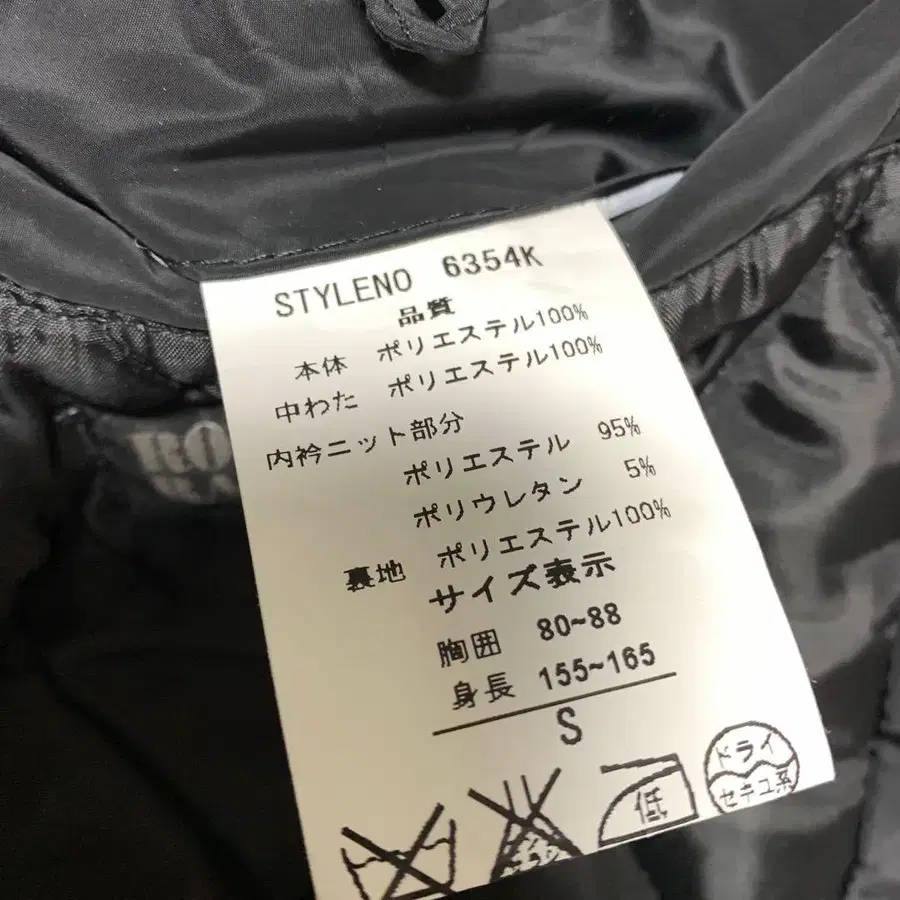 STYLENO 6354K
品質
本体 ポリエステル100%
中わた ポリエステル100%
内衿ニット部分
ポリエステル 95%
ポリウレタン 5%
裏地 ポリエステル100%
サイズ表示
胸囲 80~88
身長 155~165
S
低
ドライ
セキユ系